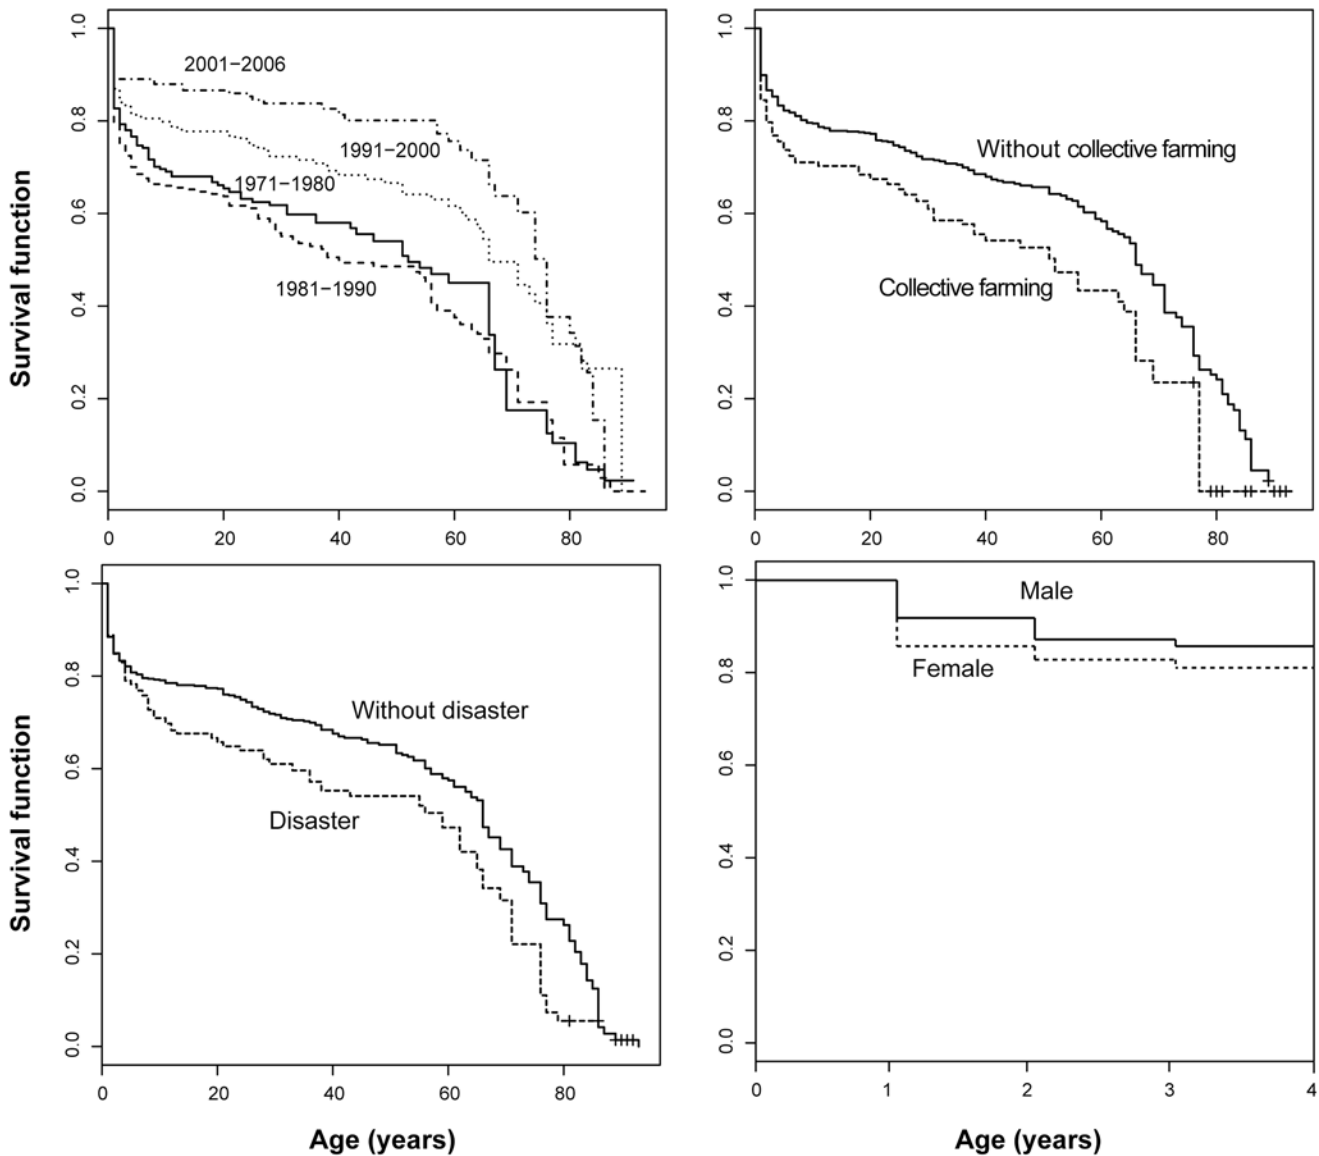 Survival function
1.0
0.8
0.6
0.4
0.2
0.0
2001−2006
1991−2000
1971−1980
1981−1990
0 20 40 60 80
1.0
0.8
0.6
0.4
0.2
0.0
Without collective farming
Collective farming
0 20 40 60 80
Survival function
1.0
0.8
0.6
0.4
0.2
0.0
Without disaster
Disaster
0 20 40 60 80
Age (years)
1.0
0.8
0.6
0.4
0.2
0.0
Male
Female
0 1 2 3 4
Age (years)